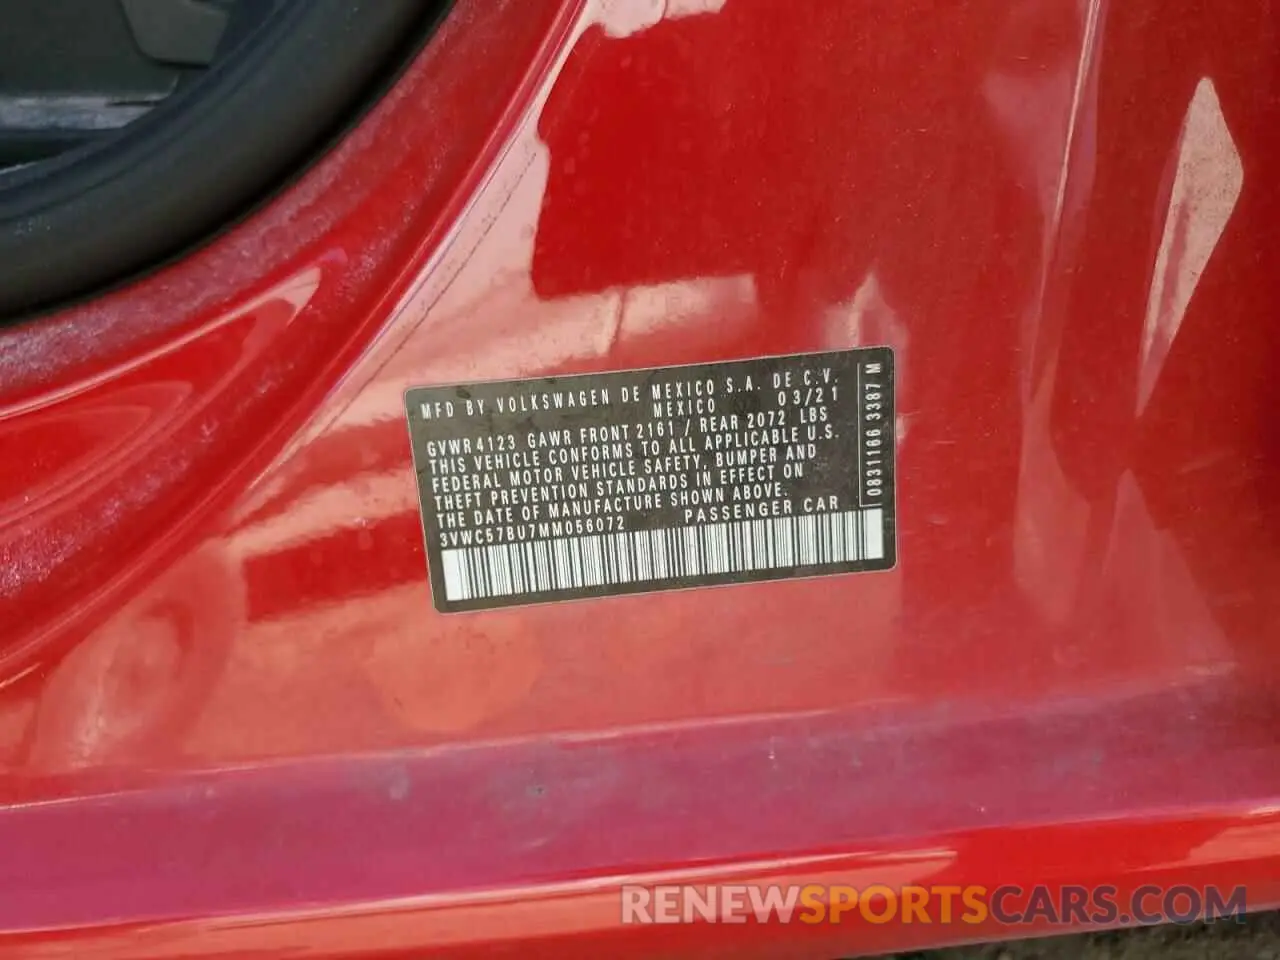 MFD BY VOLKSWAGEN DE MEXICO S.A. DE C.V.
MEXICO 03/21
GVWR 4123 GAWR FRONT 2161 / REAR 2072 LBS
THIS VEHICLE CONFORMS TO ALL APPLICABLE U.S.
FEDERAL MOTOR VEHICLE SAFETY, BUMPER AND
THEFT PREVENTION STANDARDS IN EFFECT ON
THE DATE OF MANUFACTURE SHOWN ABOVE.
3VWC57BU7MM056072 PASSENGER CAR
0831166 3387 M
RENEWSPORTSCARS.COM